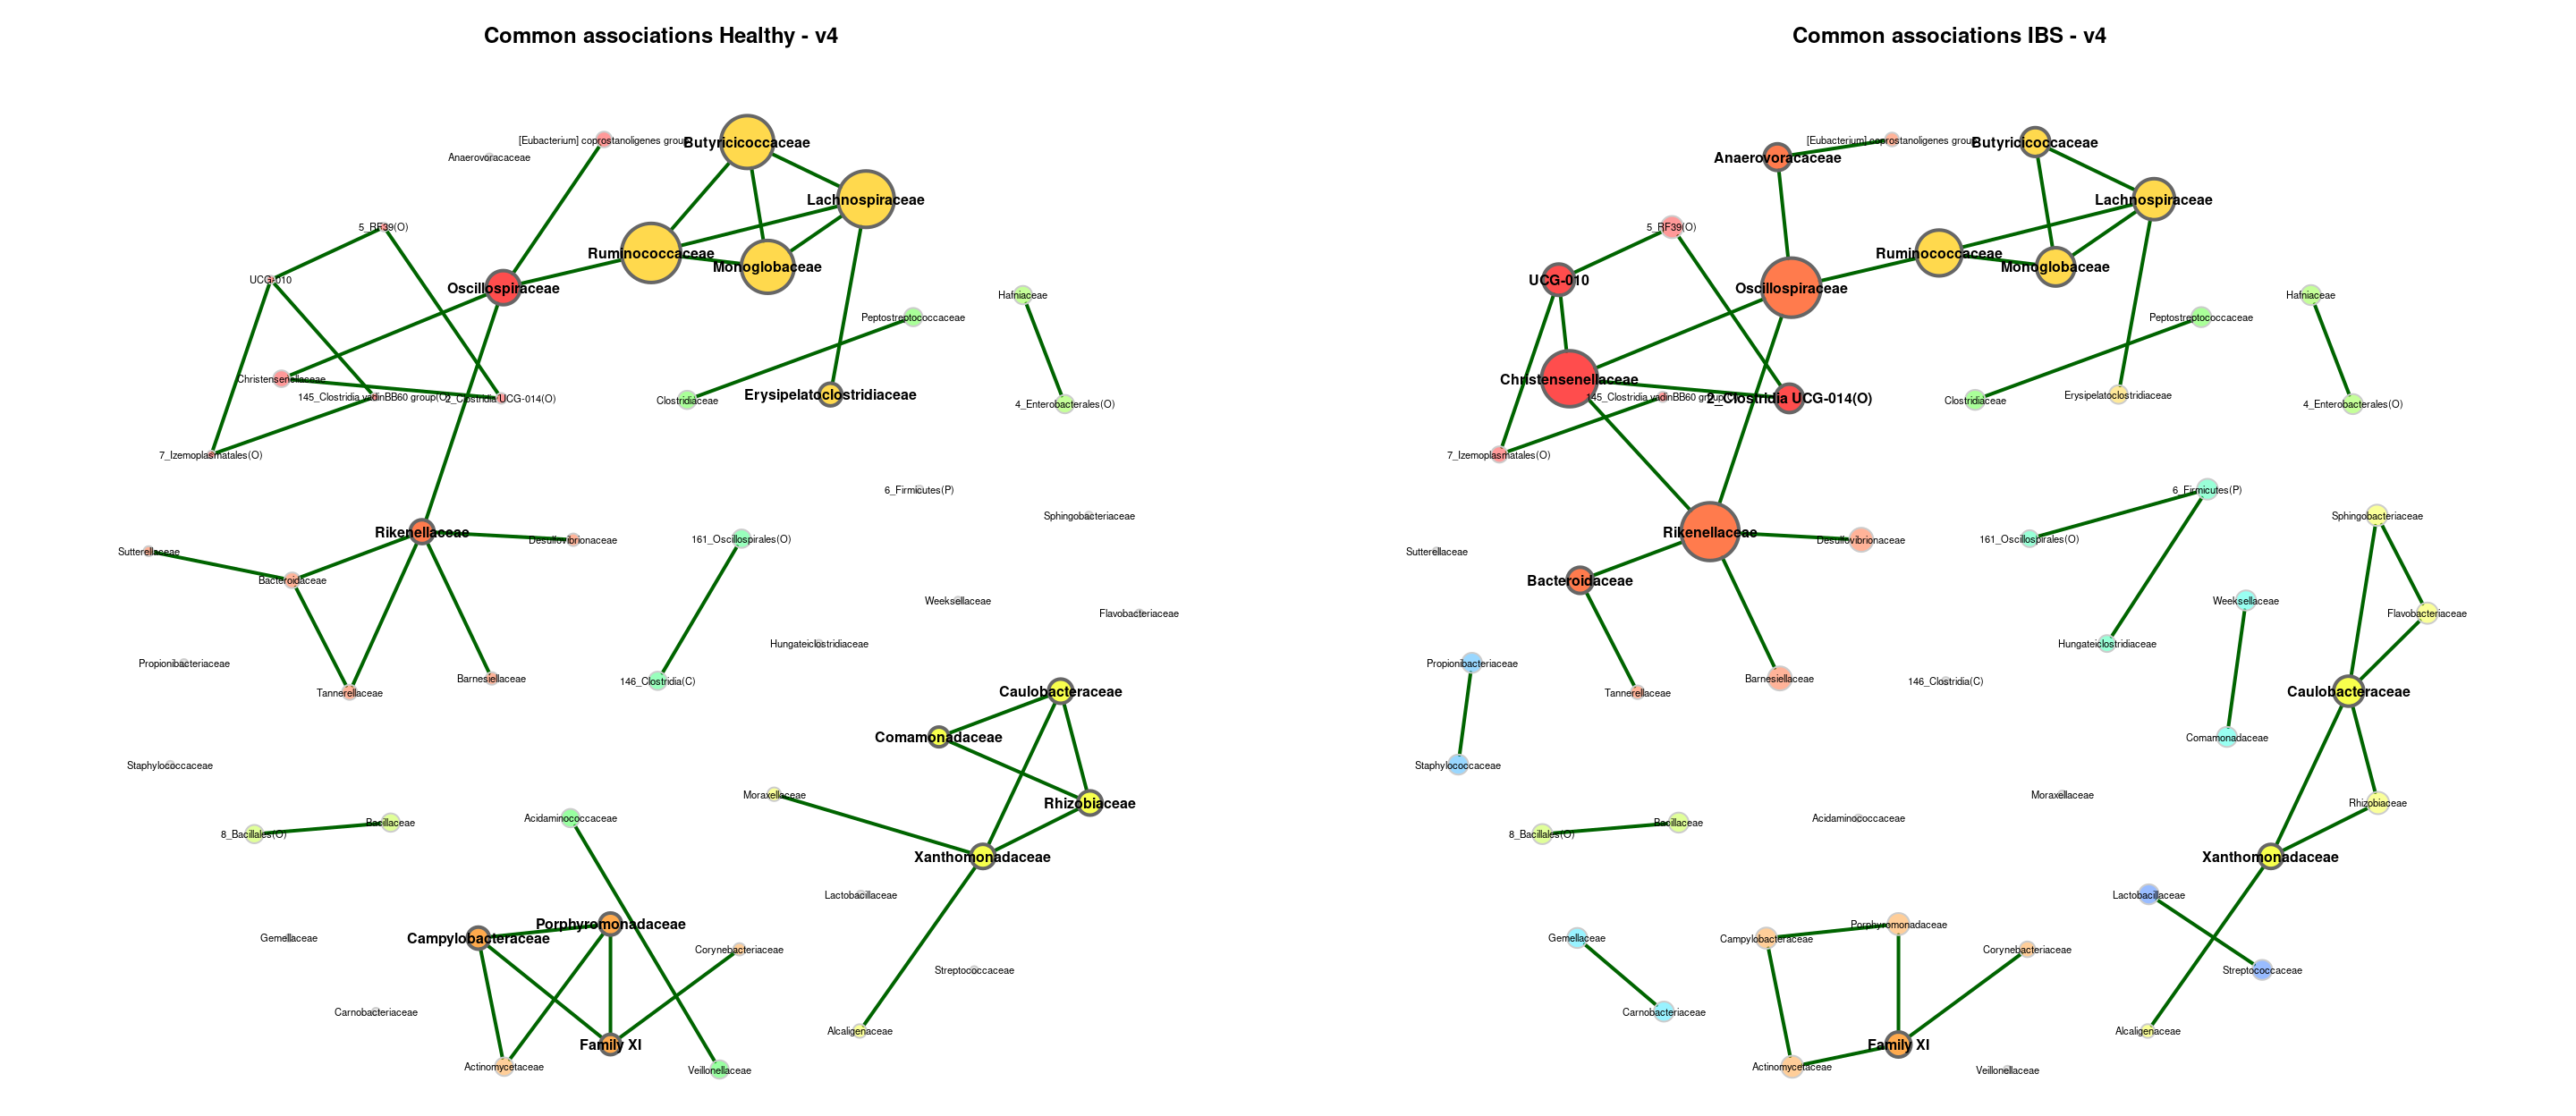 Common associations Healthy - v4
[Eubacterium] coprostanoligenes group
Butyricicoccaceae
Anaerovoracaceae
Lachnospiraceae
5_RF39(O)
Ruminococcaceae
Monoglobaceae
UCG-010
Oscillospiraceae
Hafniaceae
Peptostreptococcaceae
Christensenellaceae
145_Clostridia vadinBB60 group(O)
2_Clostridia UCG-014(O)
Clostridiaceae
Erysipelatoclostridiaceae
4_Enterobacterales(O)
7_Izemoplasmatales(O)
6_Firmicutes(P)
Sphingobacteriaceae
Rikenellaceae
Desulfovibrionaceae
161_Oscillospirales(O)
Sutterellaceae
Bacteroidaceae
Weeksellaceae
Flavobacteriaceae
Hungateiclostridiaceae
Propionibacteriaceae
Tannerellaceae
Barnesiellaceae
146_Clostridia(C)
Caulobacteraceae
Comamonadaceae
Staphylococcaceae
Moraxellaceae
Rhizobiaceae
8_Bacillales(O)
Bacillaceae
Acidaminococcaceae
Xanthomonadaceae
Lactobacillaceae
Porphyromonadaceae
Gemellaceae
Campylobacteraceae
Corynebacteriaceae
Streptococcaceae
Carnobacteriaceae
Alcaligenaceae
Family XI
Actinomycetaceae
Veillonellaceae
Common associations IBS - v4
[Eubacterium] coprostanoligenes group
Butyricicoccaceae
Anaerovoracaceae
Lachnospiraceae
5_RF39(O)
Ruminococcaceae
Monoglobaceae
UCG-010
Oscillospiraceae
Hafniaceae
Peptostreptococcaceae
Christensenellaceae
145_Clostridia vadinBB60 group(O)
2_Clostridia UCG-014(O)
Clostridiaceae
Erysipelatoclostridiaceae
4_Enterobacterales(O)
7_Izemoplasmatales(O)
6_Firmicutes(P)
Sphingobacteriaceae
Rikenellaceae
Desulfovibrionaceae
161_Oscillospirales(O)
Sutterellaceae
Bacteroidaceae
Weeksellaceae
Flavobacteriaceae
Hungateiclostridiaceae
Propionibacteriaceae
Tannerellaceae
Barnesiellaceae
146_Clostridia(C)
Caulobacteraceae
Comamonadaceae
Staphylococcaceae
Moraxellaceae
Rhizobiaceae
8_Bacillales(O)
Bacillaceae
Acidaminococcaceae
Xanthomonadaceae
Lactobacillaceae
Porphyromonadaceae
Gemellaceae
Campylobacteraceae
Corynebacteriaceae
Streptococcaceae
Carnobacteriaceae
Alcaligenaceae
Family XI
Actinomycetaceae
Veillonellaceae